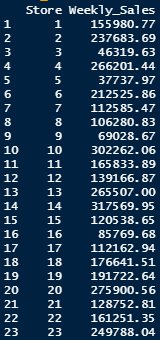 Store Weekly_Sales
1 1 155980.77
2 2 237683.69
3 3 46319.63
4 4 266201.44
5 5 37737.97
6 6 212525.86
7 7 112585.47
8 8 106280.83
9 9 69028.67
10 10 302262.06
11 11 165833.89
12 12 139166.87
13 13 265507.00
14 14 317569.95
15 15 120538.65
16 16 85769.68
17 17 112162.94
18 18 176641.51
19 19 191722.64
20 20 275900.56
21 21 128752.81
22 22 161251.35
23 23 249788.04